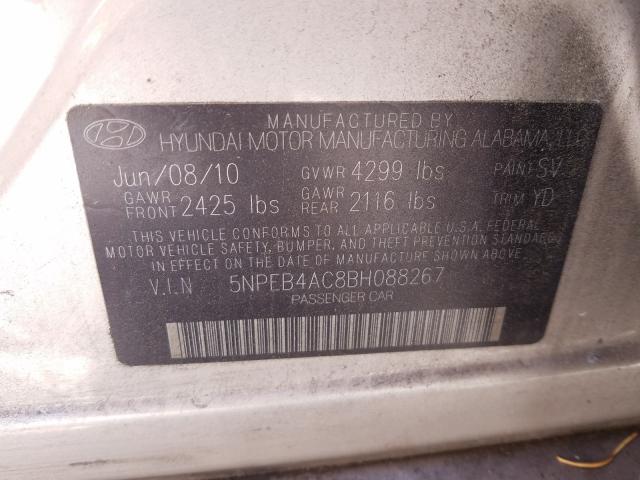 MANUFACTURED BY
HYUNDAI MOTOR MANUFACTURING ALABAMA, LLC
Jun/08/10 GVWR 4299 lbs PAINT SV
GAWR FRONT 2425 lbs GAWR REAR 2116 lbs TRIM YD
THIS VEHICLE CONFORMS TO ALL APPLICABLE U.S.A. FEDERAL
MOTOR VEHICLE SAFETY, BUMPER, AND THEFT PREVENTION STANDARDS
IN EFFECT ON THE DATE OF MANUFACTURE SHOWN ABOVE.
V.I.N 5NPEB4AC8BH088267
PASSENGER CAR